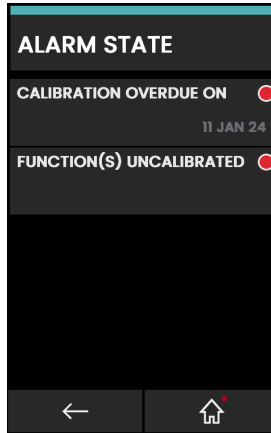 ALARM STATE
CALIBRATION OVERDUE ON
11 JAN 24
FUNCTION(S) UNCALIBRATED